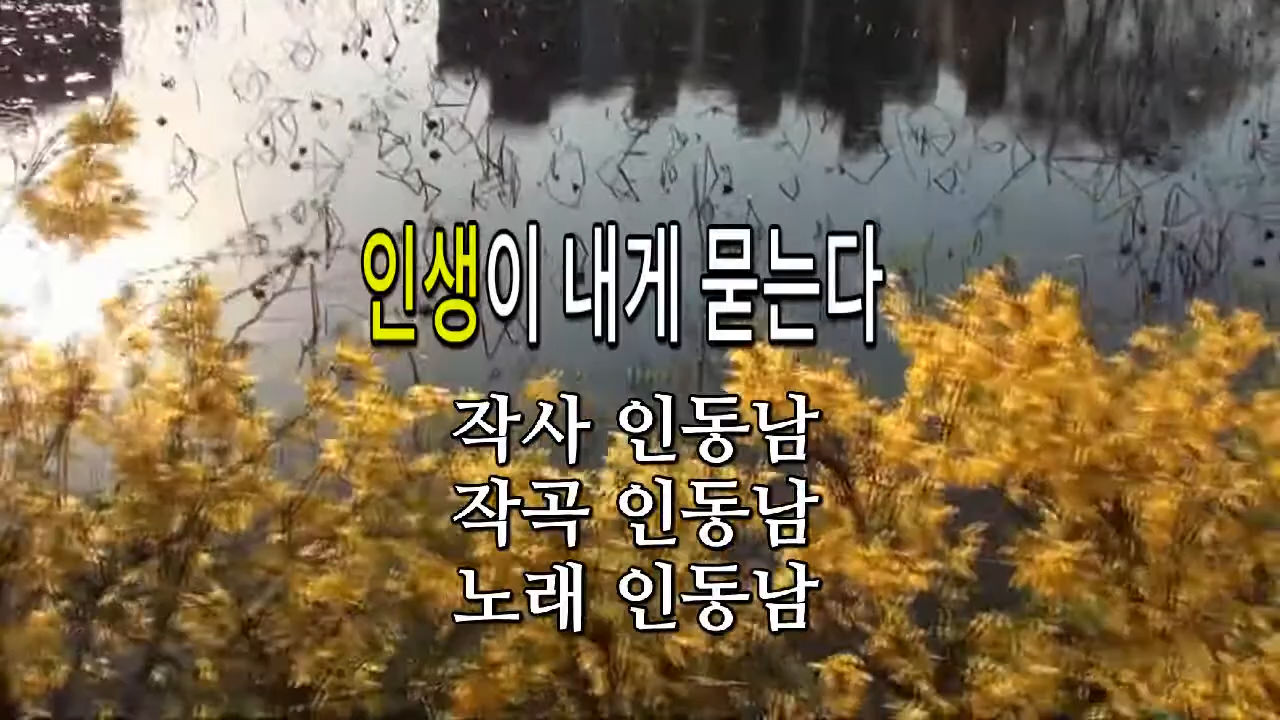 인생이 내게 묻는다
작사 인동남
작곡 인동남
노래 인동남